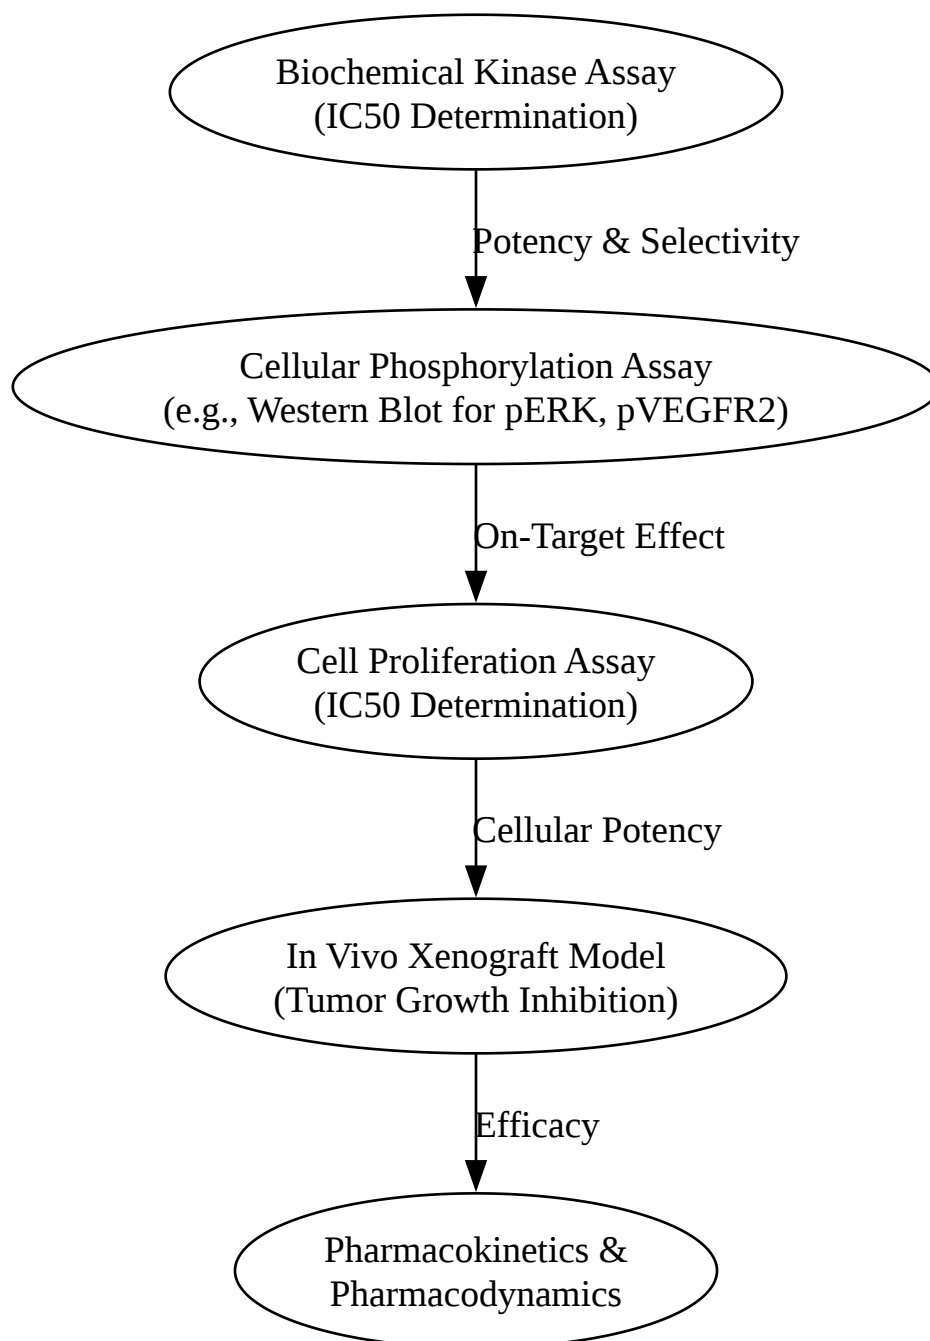 Biochemical Kinase Assay
(IC50 Determination)
Potency & Selectivity
Cellular Phosphorylation Assay
(e.g., Western Blot for pERK, pVEGFR2)
On-Target Effect
Cell Proliferation Assay
(IC50 Determination)
Cellular Potency
In Vivo Xenograft Model
(Tumor Growth Inhibition)
Efficacy
Pharmacokinetics &
Pharmacodynamics